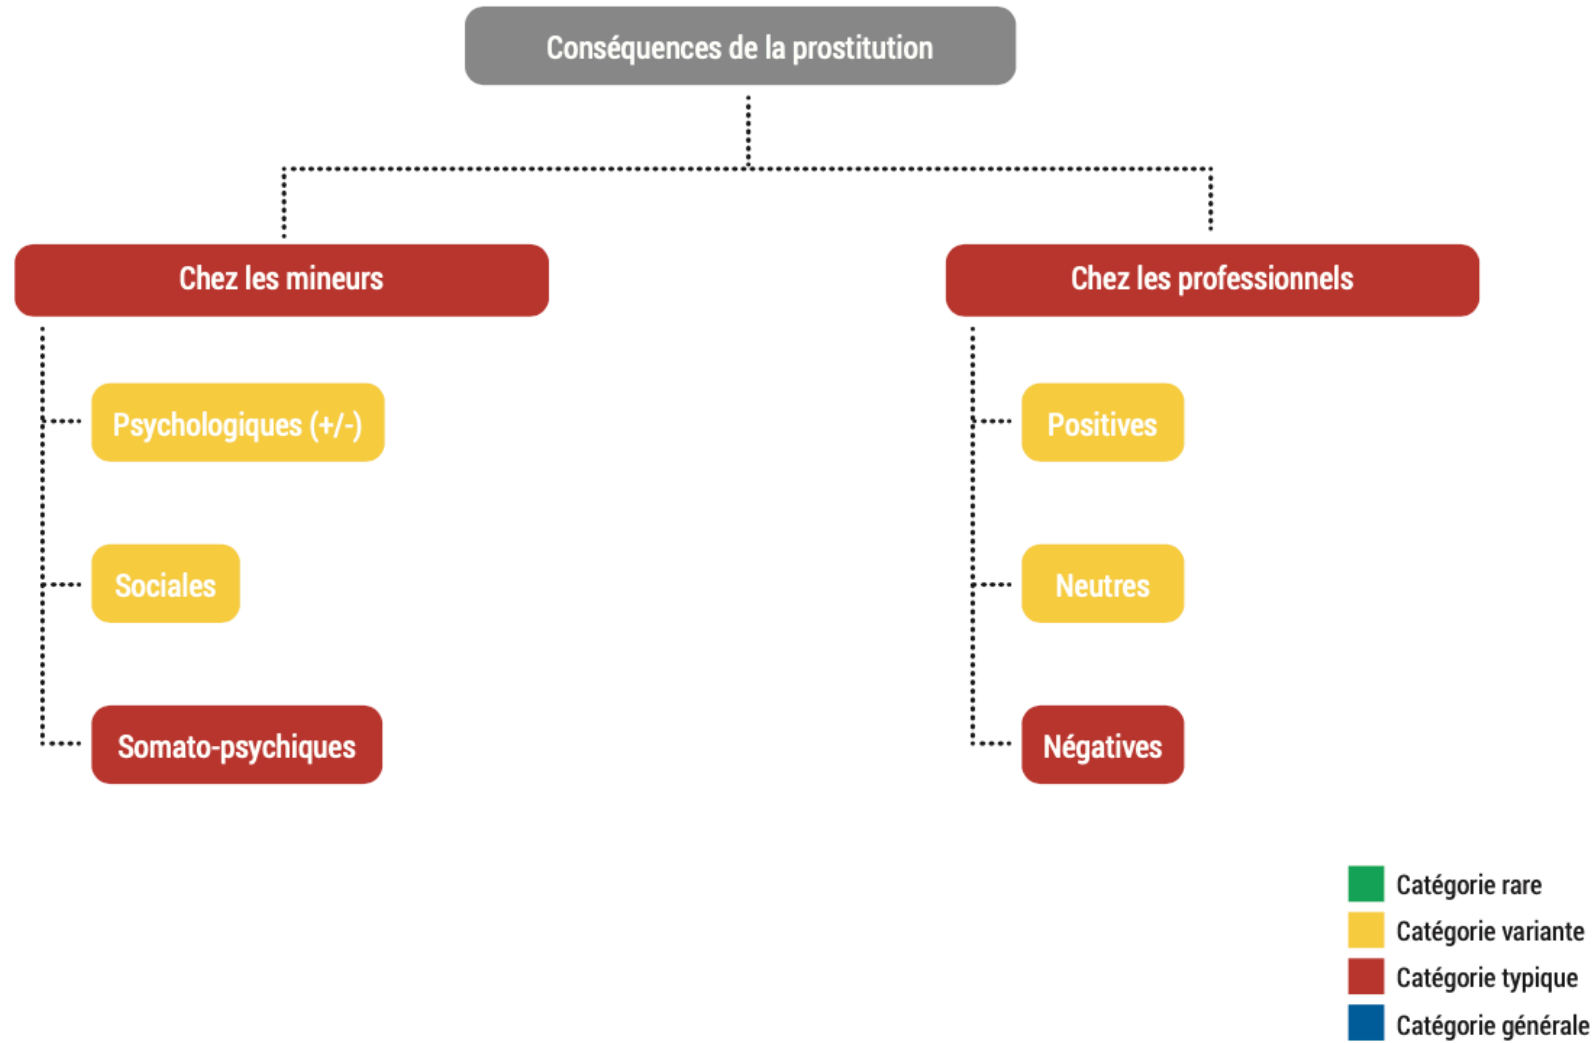 Conséquences de la prostitution
Chez les mineurs
Psychologiques (+/-)
Sociales
Somato-psychiques
Chez les professionnels
Positives
Neutres
Négatives
Catégorie rare
Catégorie variante
Catégorie typique
Catégorie générale